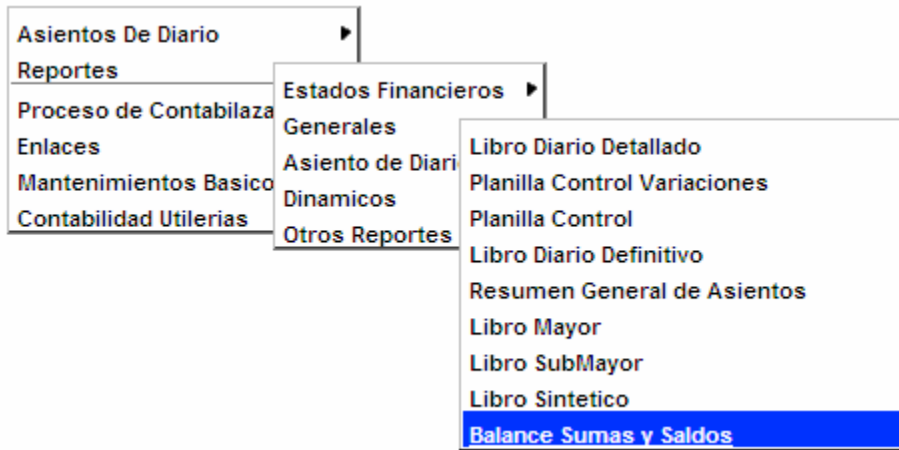 Asientos De Diario
Reportes
Proceso de Contabilaza
Enlaces
Mantenimientos Basico
Contabilidad Utilerias
Estados Financieros
Generales
Asiento de Diari
Dinamicos
Otros Reportes
Libro Diario Detallado
Planilla Control Variaciones
Planilla Control
Libro Diario Definitivo
Resumen General de Asientos
Libro Mayor
Libro SubMayor
Libro Sintetico
Balance Sumas y Saldos